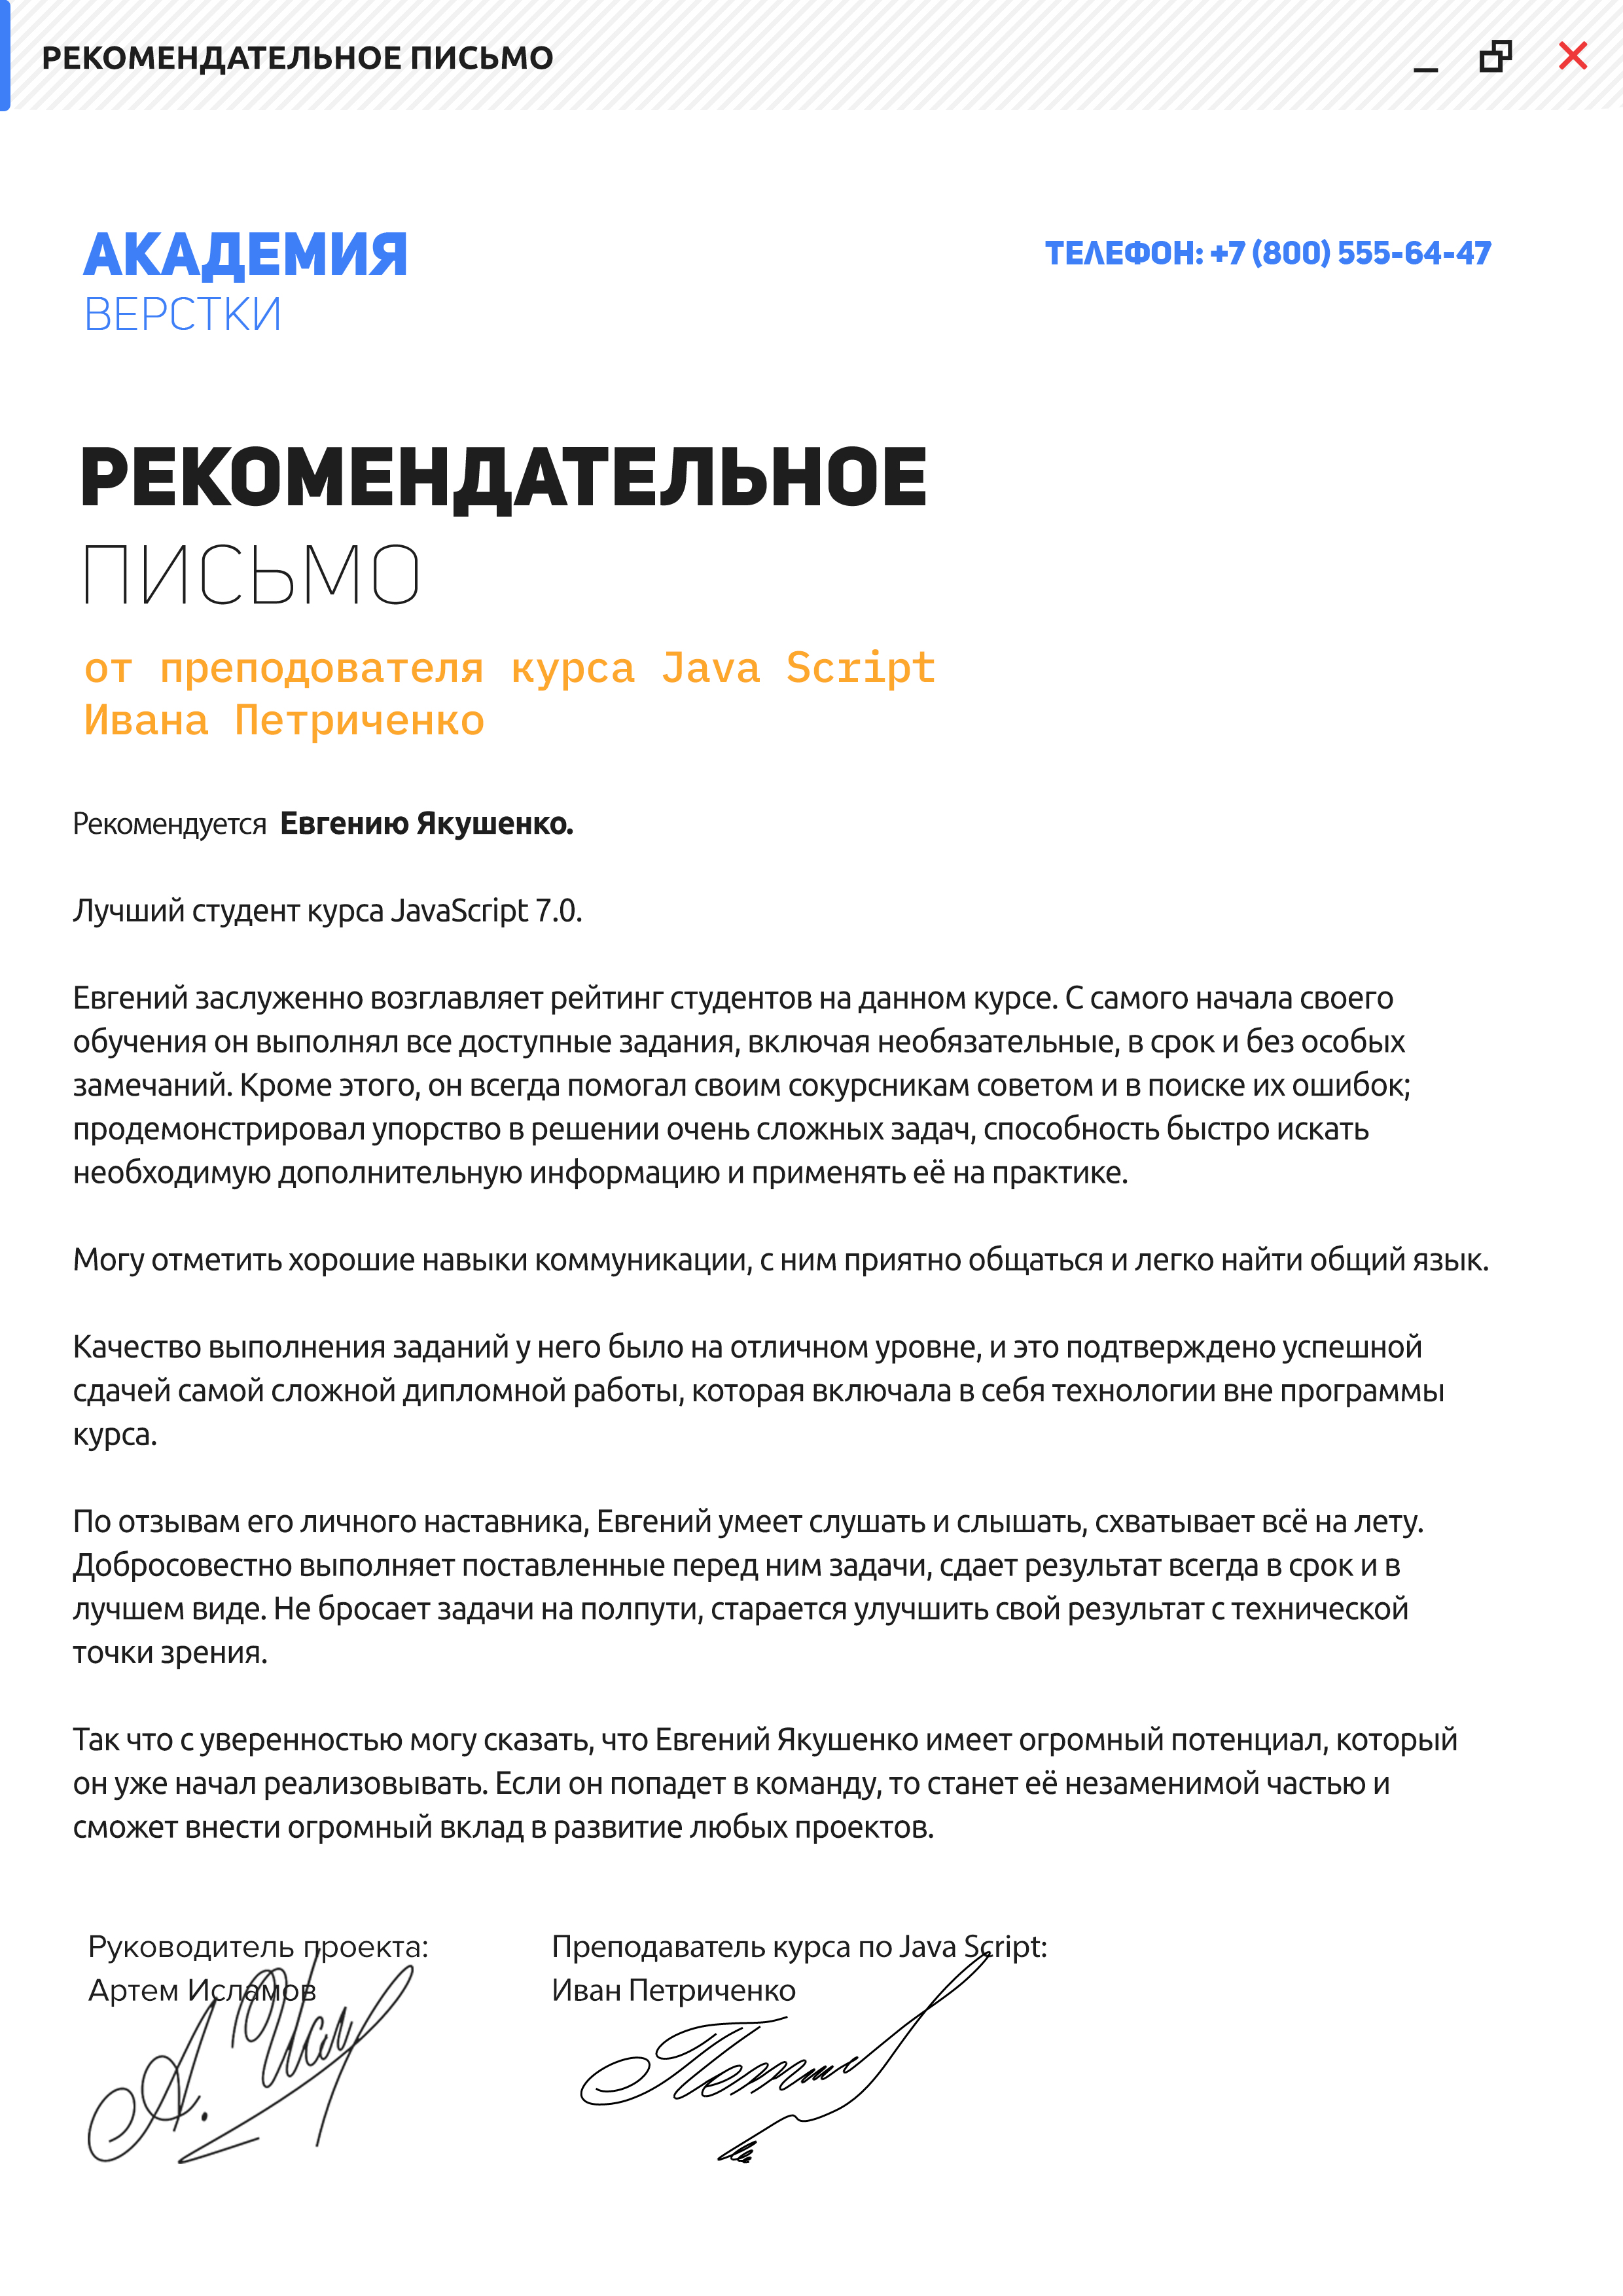 РЕКОМЕНДАТЕЛЬНОЕ ПИСЬМО
АКАДЕМИЯ
ВЕРСТКИ
ТЕЛЕФОН: +7 (800) 555-64-47
РЕКОМЕНДАТЕЛЬНОЕ
ПИСЬМО
от преподователя курса Java Script
Ивана Петриченко
Рекомендуется Евгению Якушенко.
Лучший студент курса JavaScript 7.0.
Евгений заслуженно возглавляет рейтинг студентов на данном курсе. С самого начала своего
обучения он выполнял все доступные задания, включая необязательные, в срок и без особых
замечаний. Кроме этого, он всегда помогал своим сокурсникам советом и в поиске их ошибок;
продемонстрировал упорство в решении очень сложных задач, способность быстро искать
необходимую дополнительную информацию и применять её на практике.
Могу отметить хорошие навыки коммуникации, с ним приятно общаться и легко найти общий язык.
Качество выполнения заданий у него было на отличном уровне, и это подтверждено успешной
сдачей самой сложной дипломной работы, которая включала в себя технологии вне программы
курса.
По отзывам его личного наставника, Евгений умеет слушать и слышать, схватывает всё на лету.
Добросовестно выполняет поставленные перед ним задачи, сдает результат всегда в срок и в
лучшем виде. Не бросает задачи на полпути, старается улучшить свой результат с технической
точки зрения.
Так что с уверенностью могу сказать, что Евгений Якушенко имеет огромный потенциал, который
он уже начал реализовывать. Если он попадет в команду, то станет её незаменимой частью и
сможет внести огромный вклад в развитие любых проектов.
Руководитель проекта:
Артем Исламов
Преподаватель курса по Java Script:
Иван Петриченко